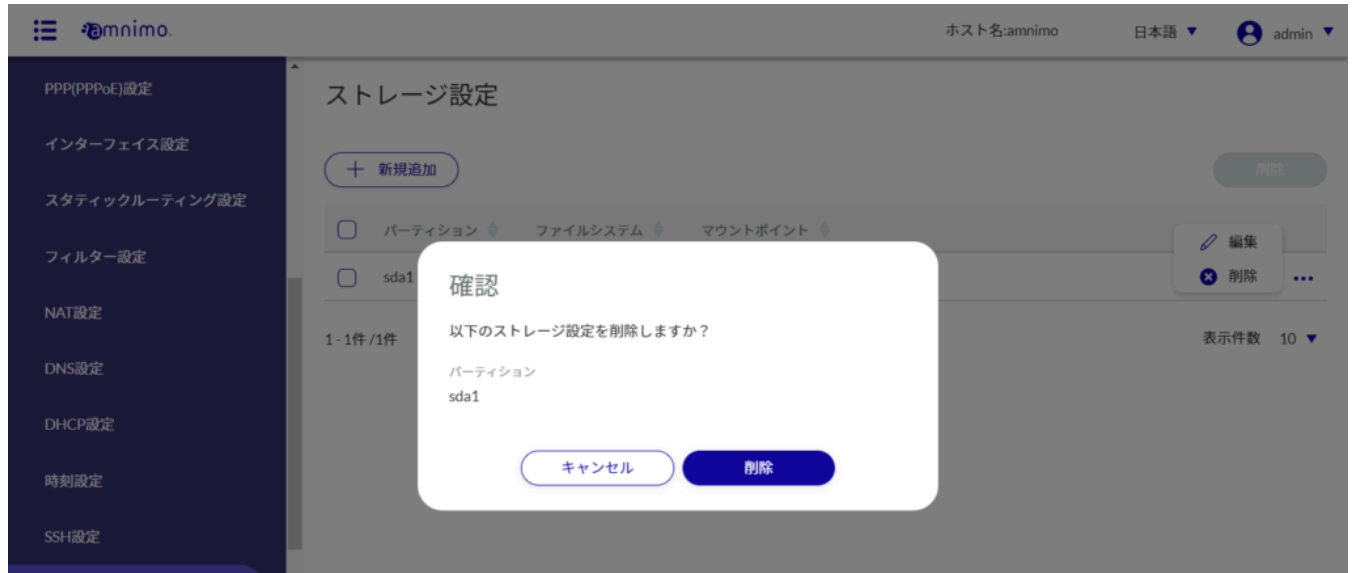 amnimo.
ホスト名:amnimo 日本語 admin
PPP(PPPoE)設定
インターフェイス設定
スタティックルーティング設定
フィルター設定
NAT設定
DNS設定
DHCP設定
時刻設定
SSH設定
ストレージ設定
新規追加
削除
パーティション ファイルシステム マウントポイント
編集
sda1
削除
1 - 1件 /1件
表示件数 10
確認
以下のストレージ設定を削除しますか？
パーティション
sda1
キャンセル 削除